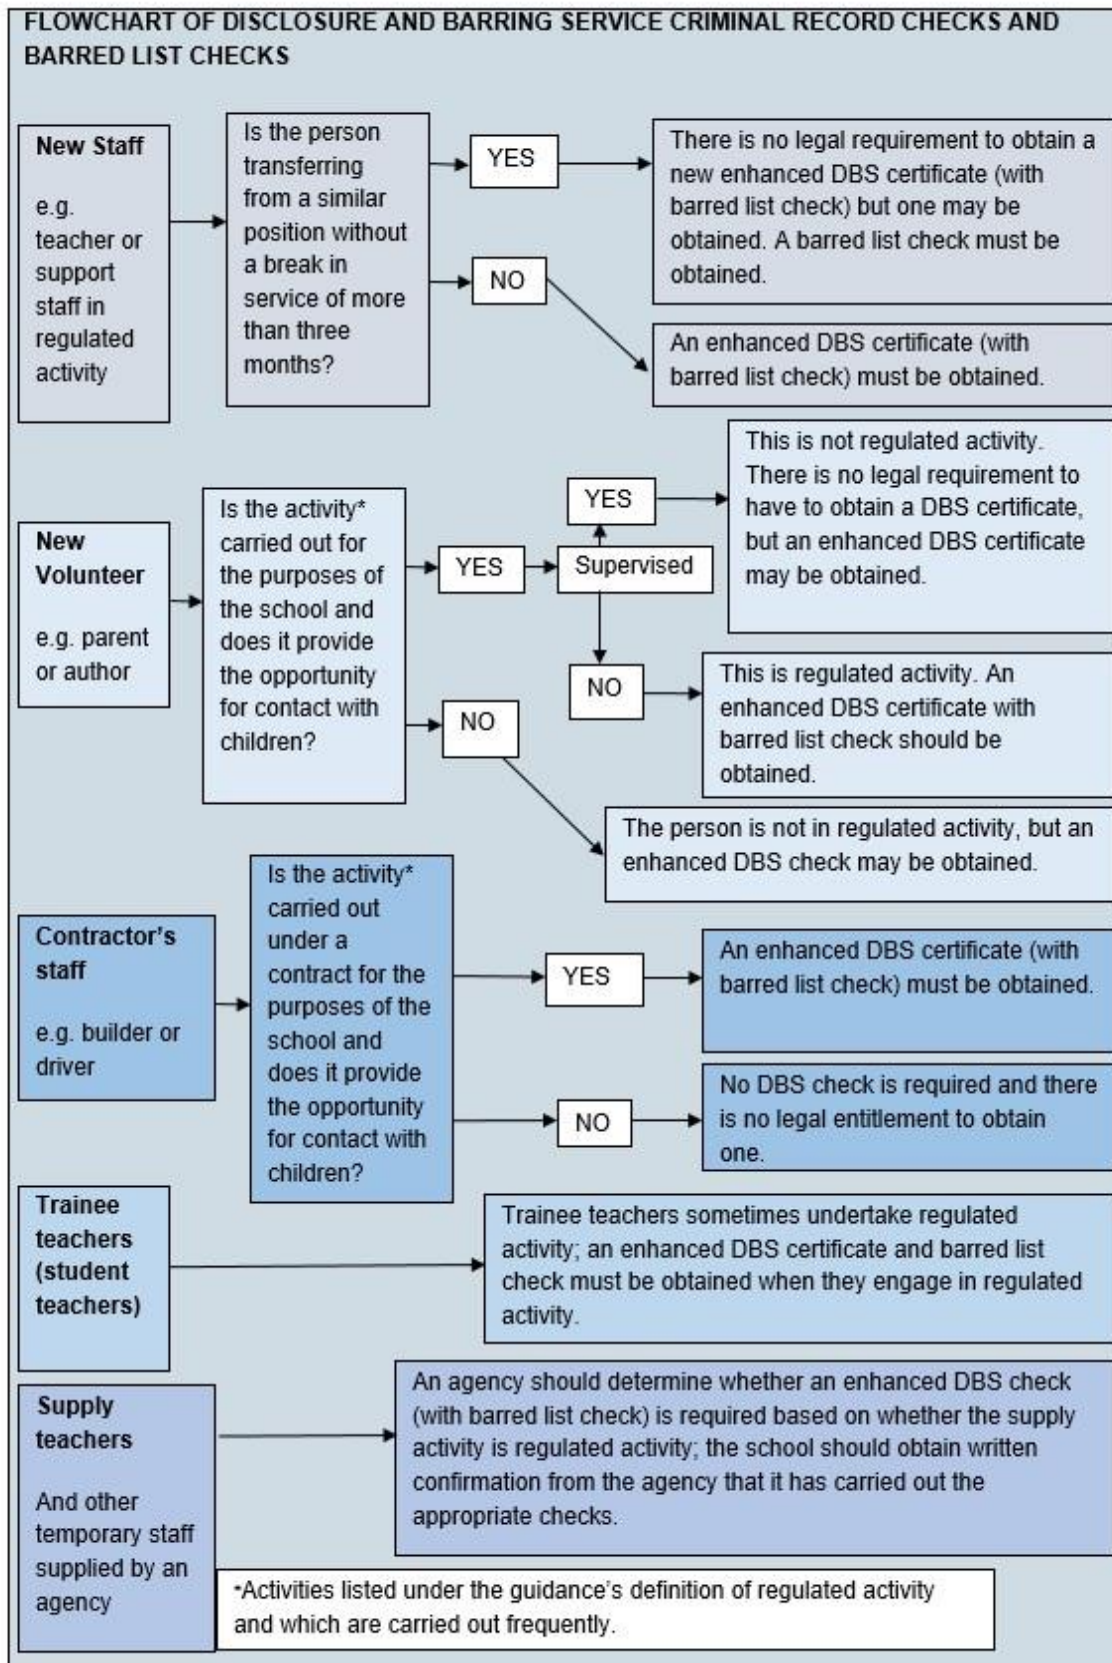 FLOWCHART OF DISCLOSURE AND BARRING SERVICE CRIMINAL RECORD CHECKS AND
BARRED LIST CHECKS
New Staff
e.g.
teacher or
support
staff in
regulated
activity
Is the person
transferring
from a similar
position without
a break in
service of more
than three
months?
YES
There is no legal requirement to obtain a
new enhanced DBS certificate (with
barred list check) but one may be
obtained. A barred list check must be
obtained.
NO
An enhanced DBS certificate (with
barred list check) must be obtained.
New
Volunteer
e.g. parent
or author
Is the activity*
carried out for
the purposes of
the school and
does it provide
the opportunity
for contact with
children?
YES
Supervised
YES
This is not regulated activity.
There is no legal requirement to
have to obtain a DBS certificate,
but an enhanced DBS certificate
may be obtained.
NO
This is regulated activity. An
enhanced DBS certificate with
barred list check should be
obtained.
NO
The person is not in regulated activity, but an
enhanced DBS check may be obtained.
Contractor's
staff
e.g. builder or
driver
Is the activity*
carried out
under a
contract for the
purposes of the
school and
does it provide
the opportunity
for contact with
children?
YES
An enhanced DBS certificate (with
barred list check) must be obtained.
NO
No DBS check is required and there
is no legal entitlement to obtain
one.
Trainee
teachers
(student
teachers)
Trainee teachers sometimes undertake regulated
activity; an enhanced DBS certificate and barred list
check must be obtained when they engage in regulated
activity.
Supply
teachers
And other
temporary staff
supplied by an
agency
An agency should determine whether an enhanced DBS check
(with barred list check) is required based on whether the supply
activity is regulated activity; the school should obtain written
confirmation from the agency that it has carried out the
appropriate checks.
*Activities listed under the guidance's definition of regulated activity
and which are carried out frequently.